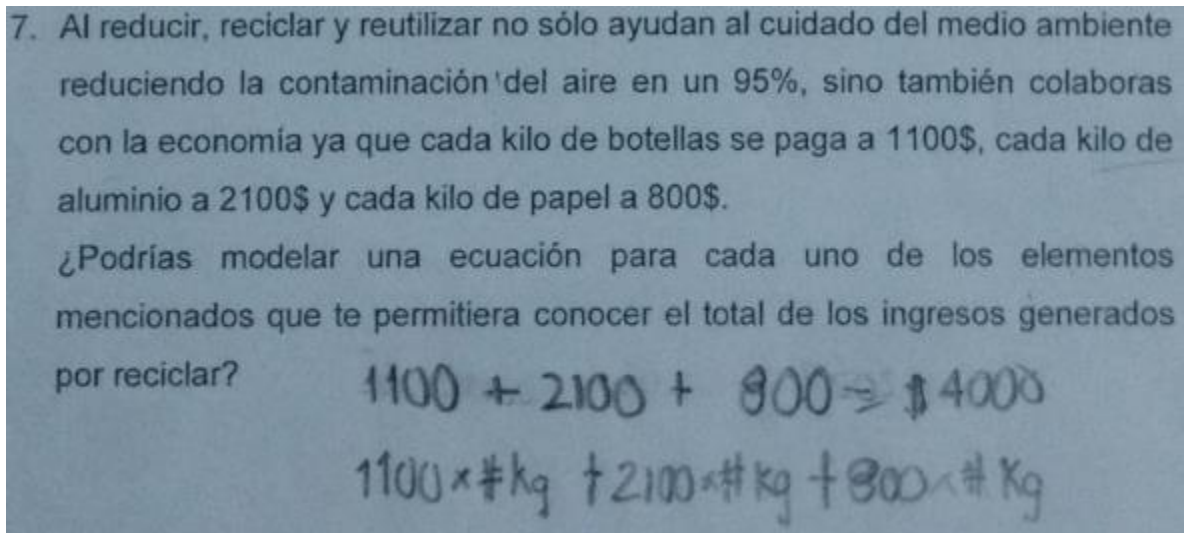 7. Al reducir, reciclar y reutilizar no sólo ayudan al cuidado del medio ambiente
reduciendo la contaminación del aire en un 95%, sino también colaboras
con la economía ya que cada kilo de botellas se paga a 1100$, cada kilo de
aluminio a 2100$ y cada kilo de papel a 800$.
¿Podrías modelar una ecuación para cada uno de los elementos
mencionados que te permitiera conocer el total de los ingresos generados
por reciclar?
1100 + 2100 + 800 = $4000
1100 x # kg + 2100 x # kg + 800 x # Kg